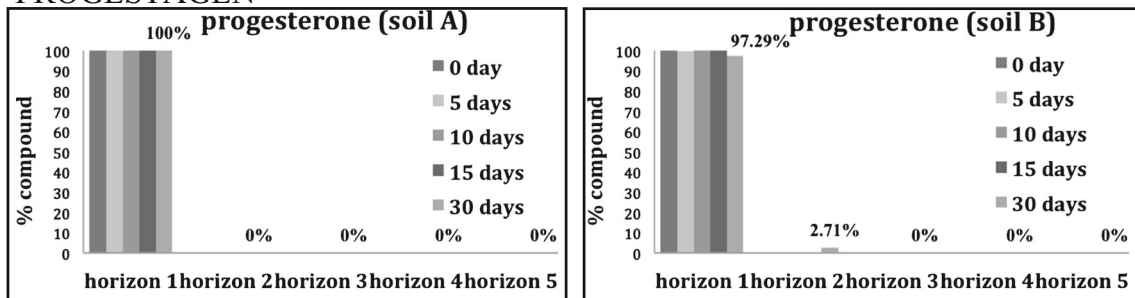 PROGESTAGEN
progesterone (soil A)
100%
% compound
100
90
80
70
60
50
40
30
20
10
0
0 day
5 days
10 days
15 days
30 days
0% 0% 0% 0%
horizon 1 horizon 2 horizon 3 horizon 4 horizon 5
progesterone (soil B)
97.29%
% compound
100
90
80
70
60
50
40
30
20
10
0
0 day
5 days
10 days
15 days
30 days
2.71% 0% 0% 0%
horizon 1 horizon 2 horizon 3 horizon 4 horizon 5